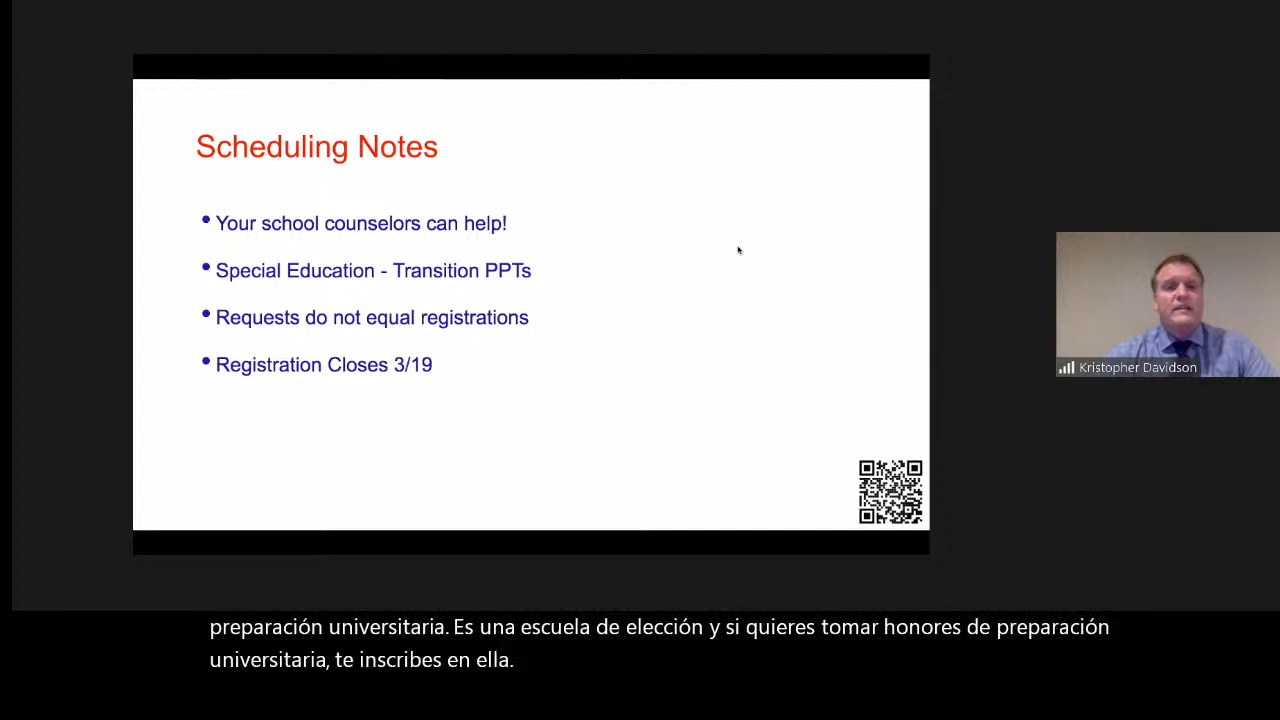 Scheduling Notes
• Your school counselors can help!
• Special Education - Transition PPTs
• Requests do not equal registrations
• Registration Closes 3/19
Kristopher Davidson
preparación universitaria. Es una escuela de elección y si quieres tomar honores de preparación
universitaria, te inscribes en ella.